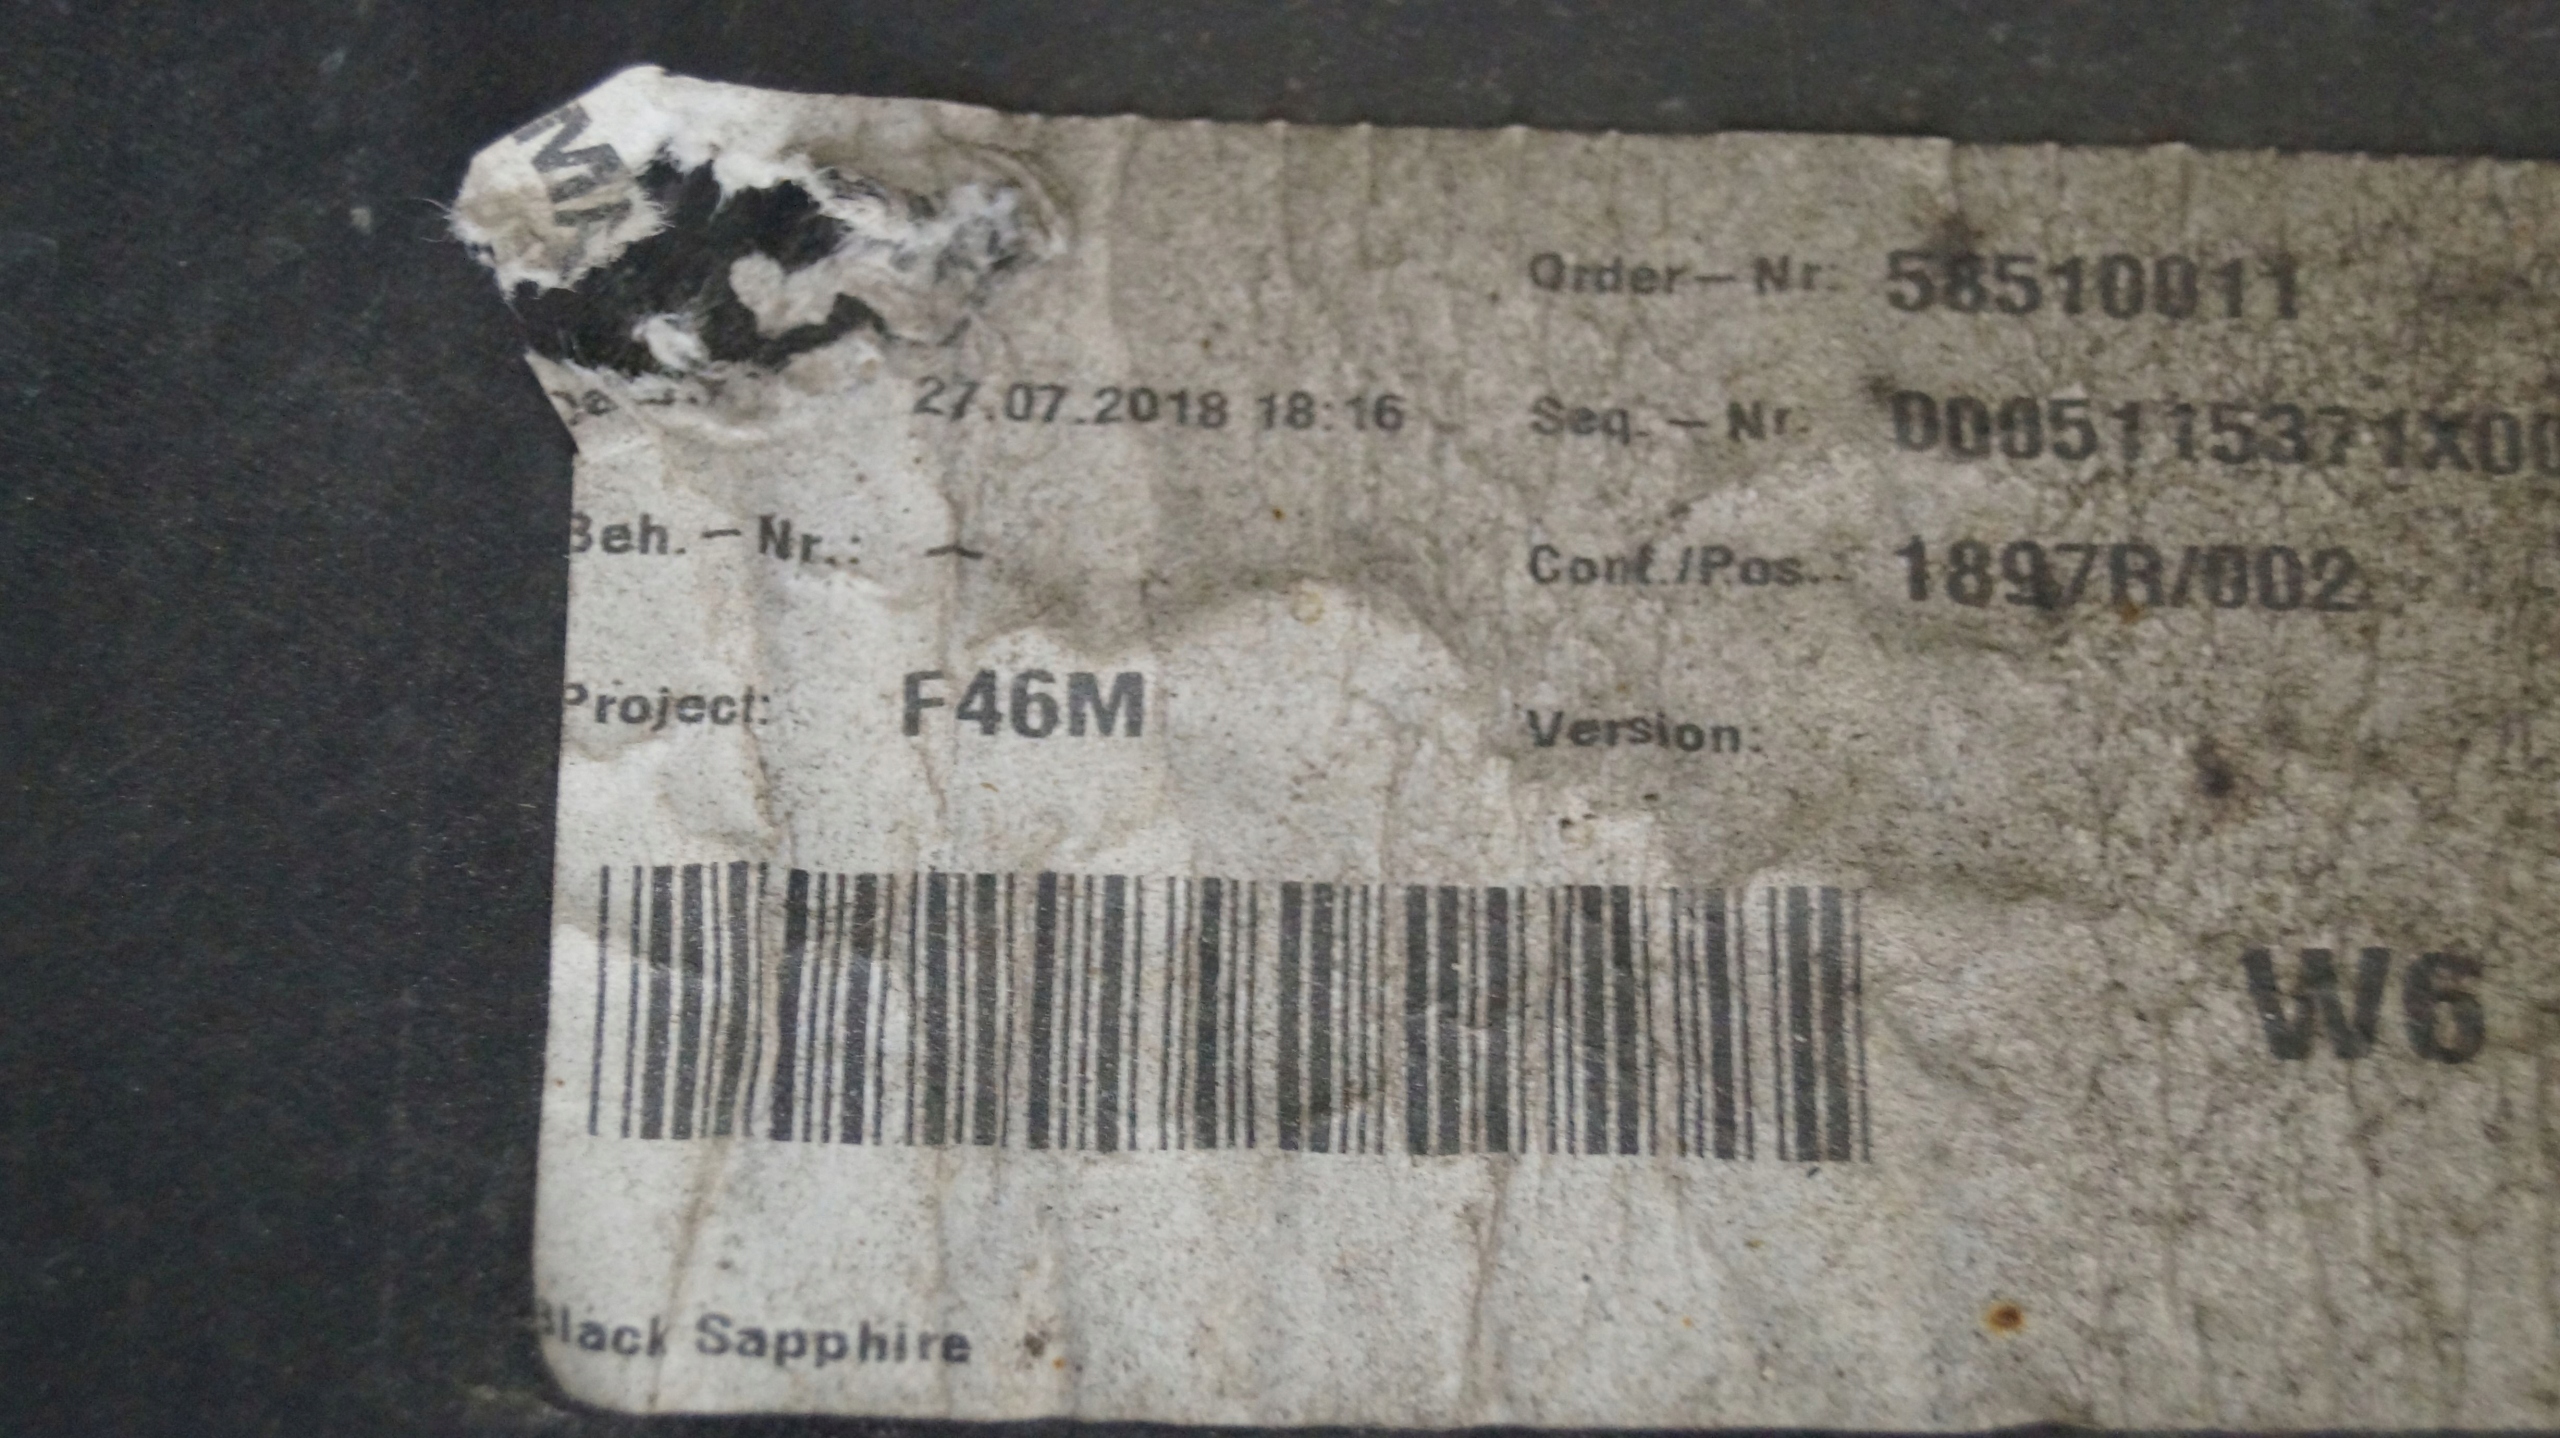 Order-Nr: 58510011
27.07.2018 18:16 Seq.-Nr: 0005115371X00
Beh.-Nr.: - Conf./Pos.: 1897R/002
Project: F46M Version:
W6
Black Sapphire